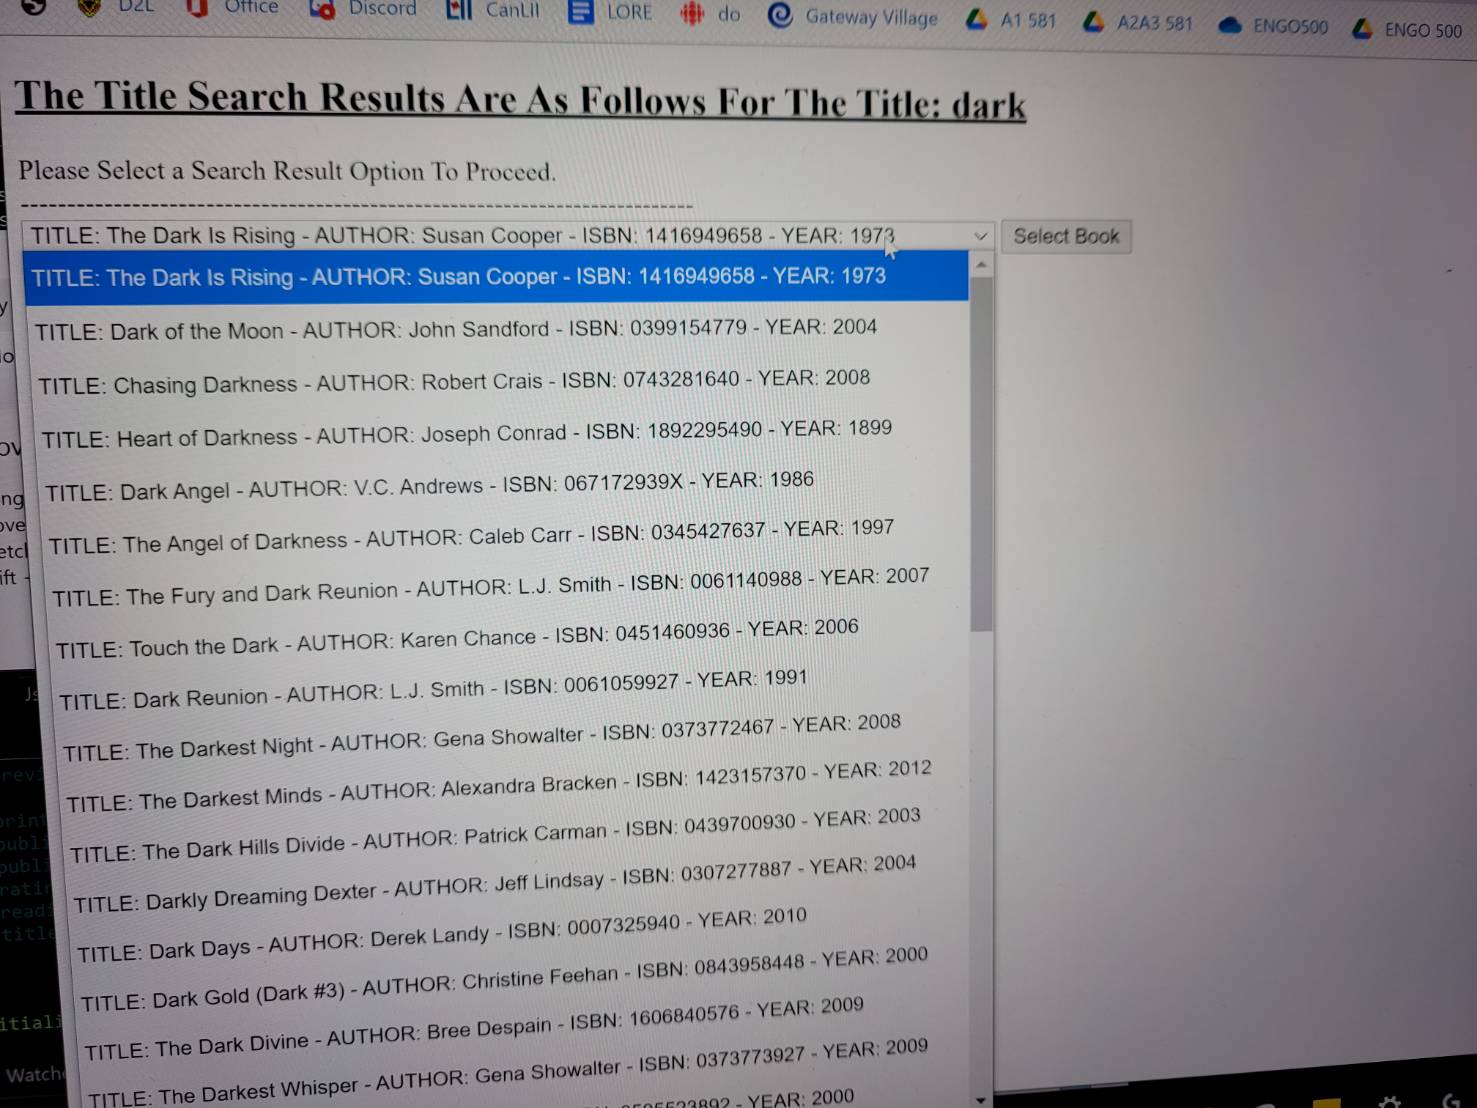 D2L Office Discord CanLII LORE do Gateway Village A1 581 A2A3 581 ENGO500 ENGO 500
The Title Search Results Are As Follows For The Title: dark
Please Select a Search Result Option To Proceed.
--------------------------------------------------------------------------
TITLE: The Dark Is Rising - AUTHOR: Susan Cooper - ISBN: 1416949658 - YEAR: 1973 Select Book
TITLE: The Dark Is Rising - AUTHOR: Susan Cooper - ISBN: 1416949658 - YEAR: 1973
TITLE: Dark of the Moon - AUTHOR: John Sandford - ISBN: 0399154779 - YEAR: 2004
TITLE: Chasing Darkness - AUTHOR: Robert Crais - ISBN: 0743281640 - YEAR: 2008
TITLE: Heart of Darkness - AUTHOR: Joseph Conrad - ISBN: 1892295490 - YEAR: 1899
TITLE: Dark Angel - AUTHOR: V.C. Andrews - ISBN: 067172939X - YEAR: 1986
TITLE: The Angel of Darkness - AUTHOR: Caleb Carr - ISBN: 0345427637 - YEAR: 1997
TITLE: The Fury and Dark Reunion - AUTHOR: L.J. Smith - ISBN: 0061140988 - YEAR: 2007
TITLE: Touch the Dark - AUTHOR: Karen Chance - ISBN: 0451460936 - YEAR: 2006
TITLE: Dark Reunion - AUTHOR: L.J. Smith - ISBN: 0061059927 - YEAR: 1991
TITLE: The Darkest Night - AUTHOR: Gena Showalter - ISBN: 0373772467 - YEAR: 2008
TITLE: The Darkest Minds - AUTHOR: Alexandra Bracken - ISBN: 1423157370 - YEAR: 2012
TITLE: The Dark Hills Divide - AUTHOR: Patrick Carman - ISBN: 0439700930 - YEAR: 2003
TITLE: Darkly Dreaming Dexter - AUTHOR: Jeff Lindsay - ISBN: 0307277887 - YEAR: 2004
TITLE: Dark Days - AUTHOR: Derek Landy - ISBN: 0007325940 - YEAR: 2010
TITLE: Dark Gold (Dark #3) - AUTHOR: Christine Feehan - ISBN: 0843958448 - YEAR: 2000
TITLE: The Dark Divine - AUTHOR: Bree Despain - ISBN: 1606840576 - YEAR: 2009
TITLE: The Darkest Whisper - AUTHOR: Gena Showalter - ISBN: 0373773927 - YEAR: 2009
- YEAR: 2000